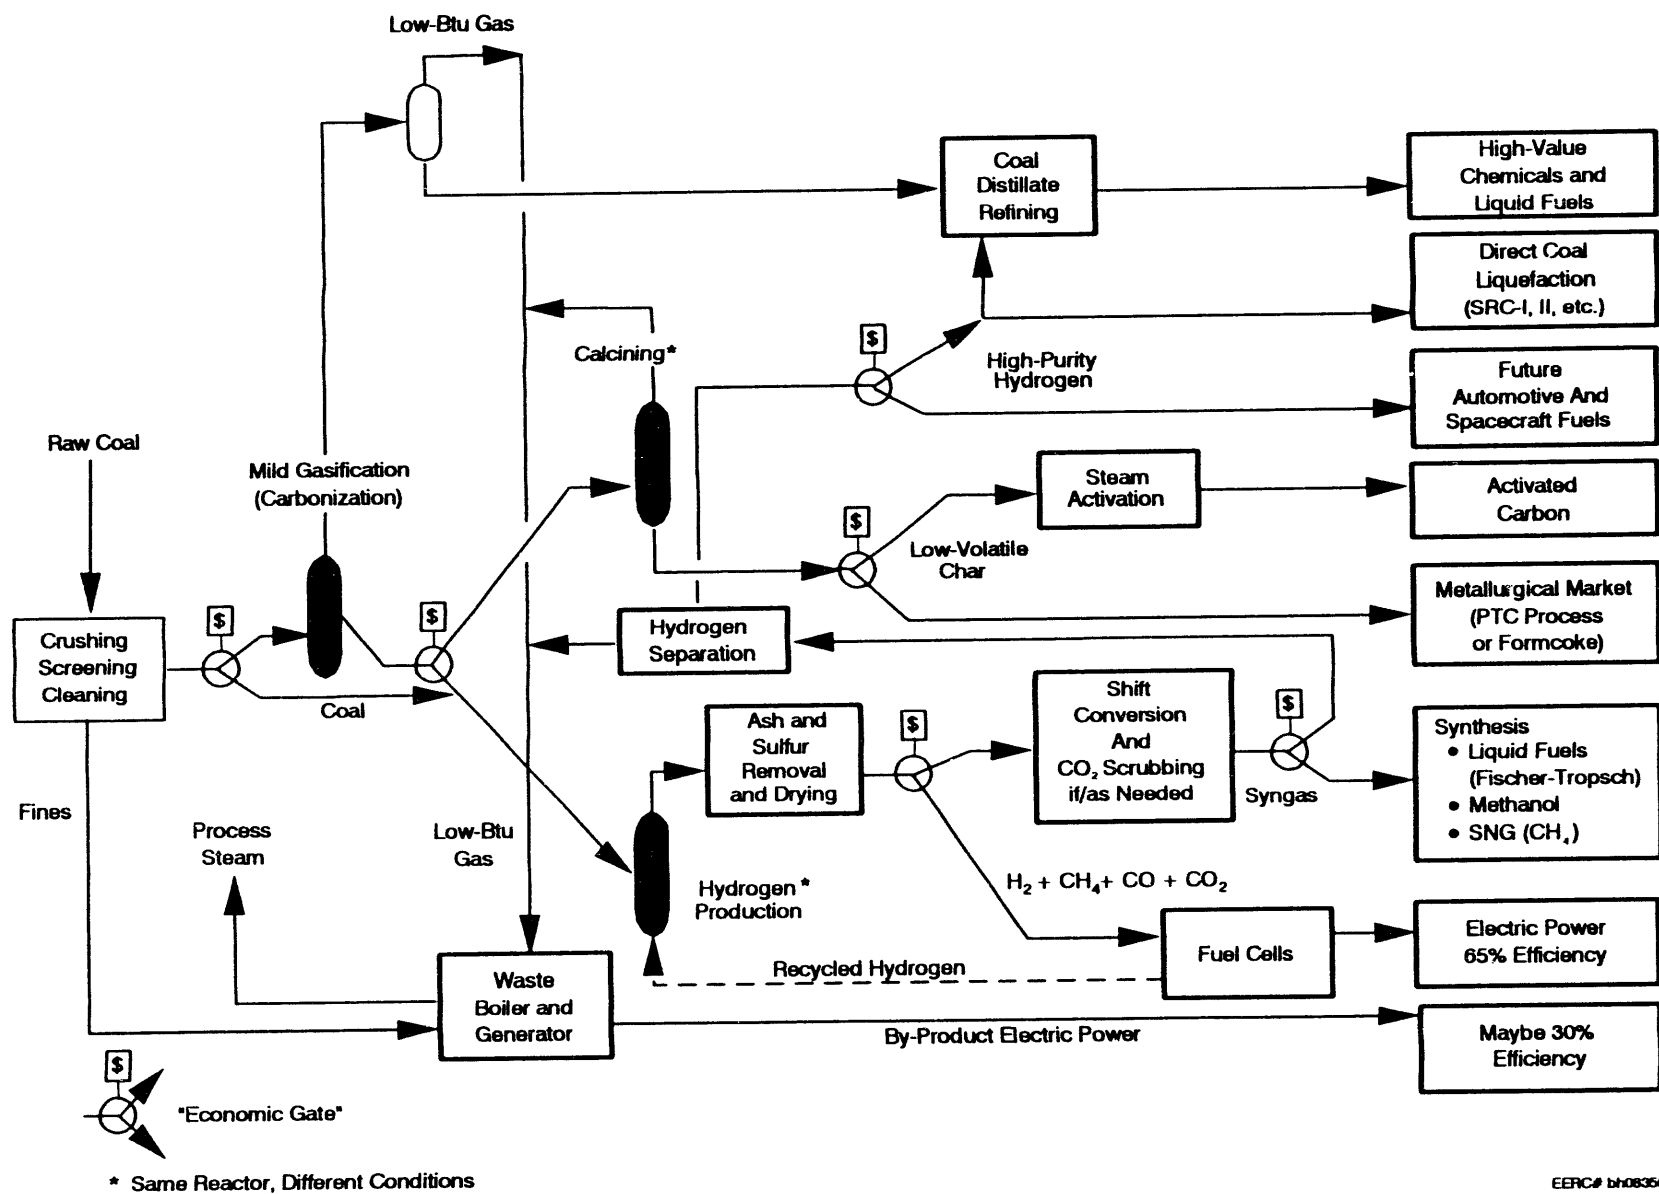 Low-Btu Gas
Coal
Distillate
Refining
High-Value
Chemicals and
Liquid Fuels
Direct Coal
Liquefaction
(SRC-I, II, etc.)
$
Calcining*
High-Purity
Hydrogen
Future
Automotive And
Spacecraft Fuels
Raw Coal
Mild Gasification
(Carbonization)
Steam
Activation
Activated
Carbon
$
Low-Volatile
Char
Metallurgical Market
(PTC Process
or Formcoke)
Crushing
Screening
Cleaning
$
$
Coal
Hydrogen
Separation
Ash and
Sulfur
Removal
and Drying
$
Shift
Conversion
And
CO₂ Scrubbing
if/as Needed
$
Syngas
Synthesis
• Liquid Fuels
(Fischer-Tropsch)
• Methanol
• SNG (CH₄)
Fines
Process
Steam
Low-Btu
Gas
Hydrogen*
Production
H₂ + CH₄+ CO + CO₂
Fuel Cells
Electric Power
65% Efficiency
Recycled Hydrogen
Waste
Boiler and
Generator
By-Product Electric Power
Maybe 30%
Efficiency
$
"Economic Gate"
* Same Reactor, Different Conditions
EERC#